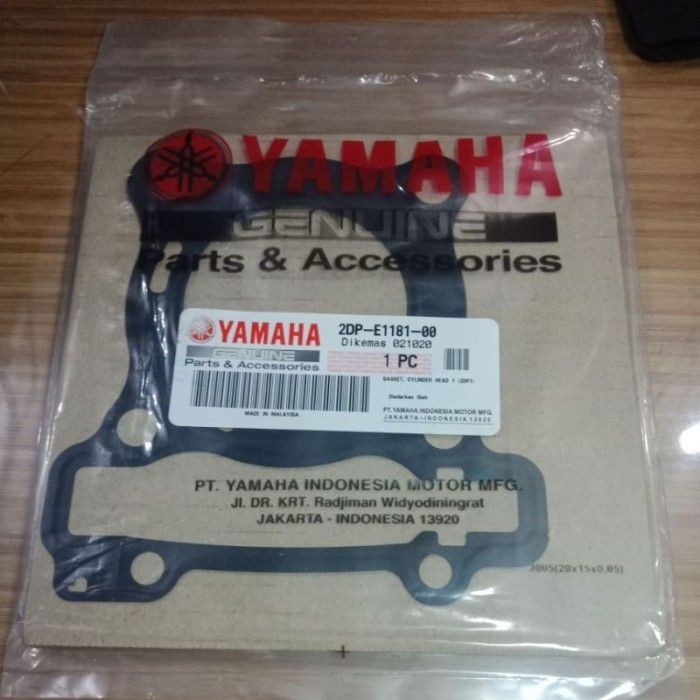 YAMAHA
GENUINE
Parts & Accessories
YAMAHA
GENUINE
Parts & Accessories
MADE IN MALAYSIA
2DP-E1181-00
Dikemas 021020
1 PC
GASKET, CYLINDER HEAD 1 (2DP1)
Diedarkan Oleh
PT. YAMAHA INDONESIA MOTOR MFG.
JAKARTA - INDONESIA 13920
PT. YAMAHA INDONESIA MOTOR MFG.
Jl. DR. KRT. Radjiman Widyodiningrat
JAKARTA - INDONESIA 13920
J005(20x15x0.05)